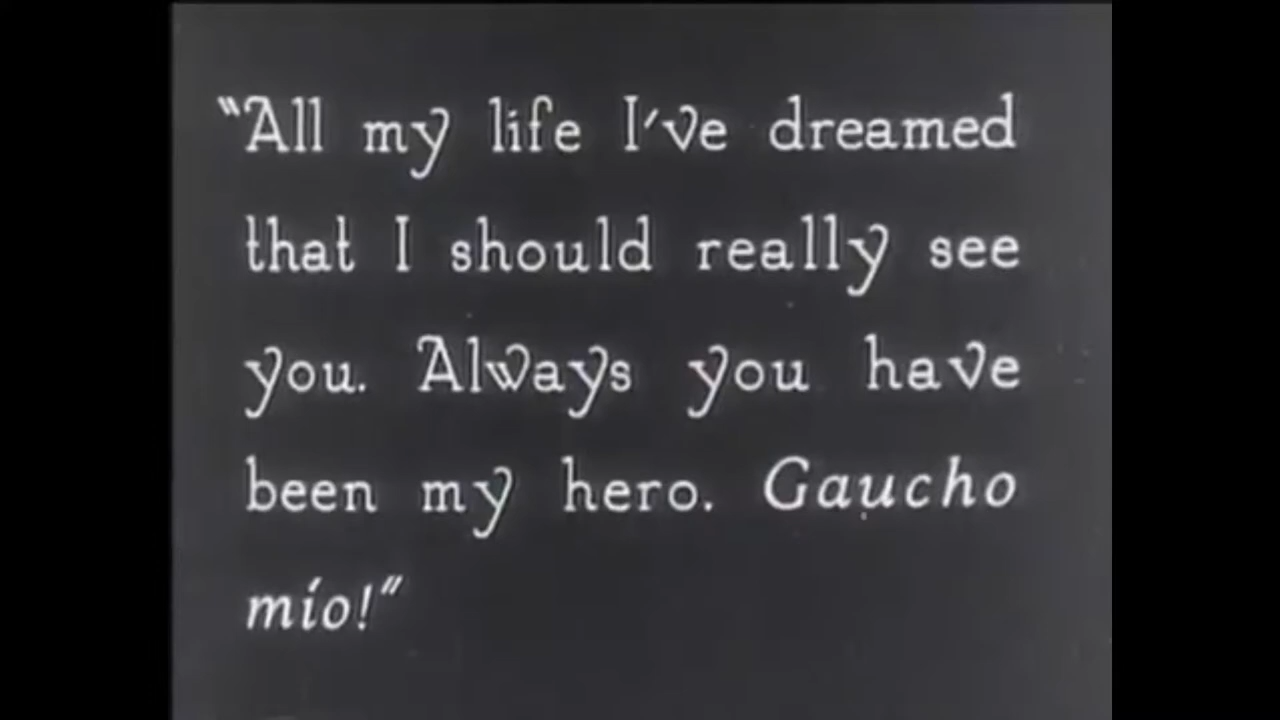 "All my life I've dreamed
that I should really see
you. Always you have
been my hero. Gaucho
mío!"